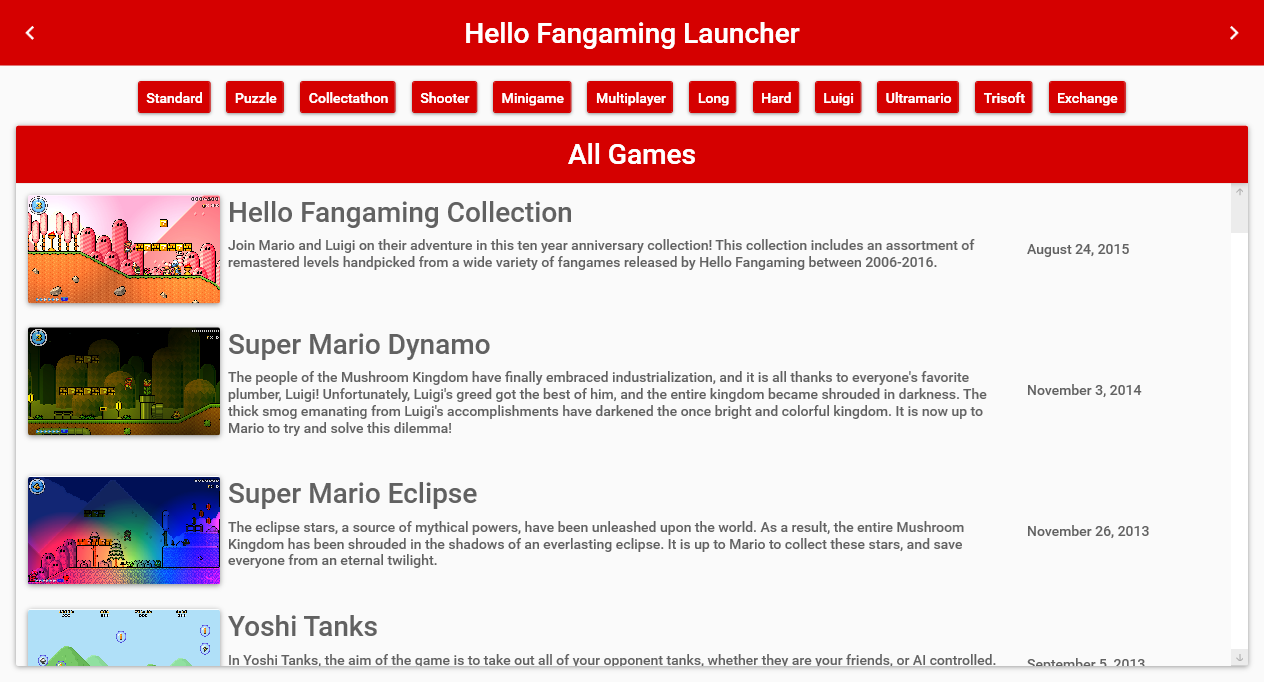 Hello Fangaming Launcher
Standard Puzzle Collectathon Shooter Minigame Multiplayer Long Hard Luigi Ultramario Trisoft Exchange
All Games
Hello Fangaming Collection
Join Mario and Luigi on their adventure in this ten year anniversary collection! This collection includes an assortment of
remastered levels handpicked from a wide variety of fangames released by Hello Fangaming between 2006-2016.
August 24, 2015
Super Mario Dynamo
The people of the Mushroom Kingdom have finally embraced industrialization, and it is all thanks to everyone's favorite
plumber, Luigi! Unfortunately, Luigi's greed got the best of him, and the entire kingdom became shrouded in darkness. The
thick smog emanating from Luigi's accomplishments have darkened the once bright and colorful kingdom. It is now up to
Mario to try and solve this dilemma!
November 3, 2014
Super Mario Eclipse
The eclipse stars, a source of mythical powers, have been unleashed upon the world. As a result, the entire Mushroom
Kingdom has been shrouded in the shadows of an everlasting eclipse. It is up to Mario to collect these stars, and save
everyone from an eternal twilight.
November 26, 2013
Yoshi Tanks
In Yoshi Tanks, the aim of the game is to take out all of your opponent tanks, whether they are your friends, or AI controlled.
September 5, 2013